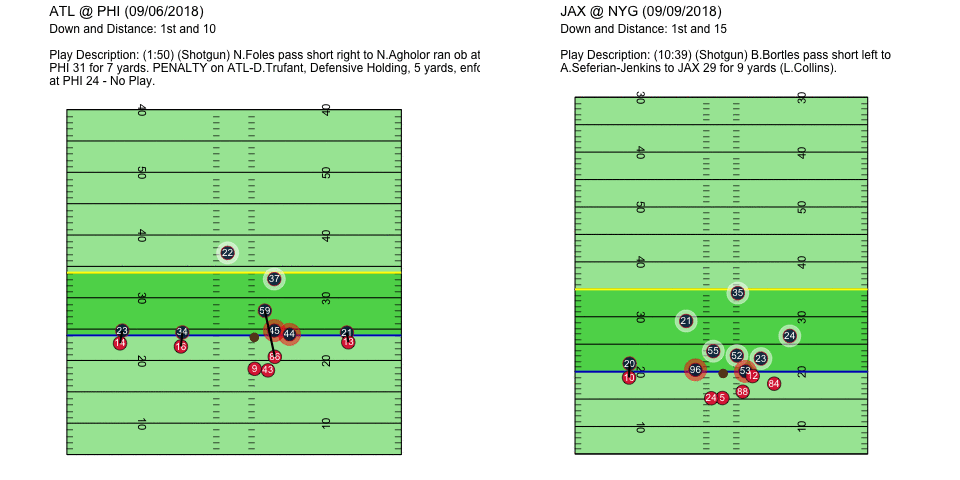 ATL @ PHI (09/06/2018)
Down and Distance: 1st and 10
Play Description: (1:50) (Shotgun) N.Foles pass short right to N.Agholor ran ob at
PHI 31 for 7 yards. PENALTY on ATL-D.Trufant, Defensive Holding, 5 yards, enfc
at PHI 24 - No Play.
40 40
50 50
40 40
22
37
30 30
59
23 34 45 44 21
14 16 13
86
20 20
9 43
10 10
JAX @ NYG (09/09/2018)
Down and Distance: 1st and 15
Play Description: (10:39) (Shotgun) B.Bortles pass short left to
A.Seferian-Jenkins to JAX 29 for 9 yards (L.Collins).
30 30
40 40
50 50
40 40
35
21
30 30
24
55 52 23
20 96 53
20 20
10 12
84
88
24 5
10 10